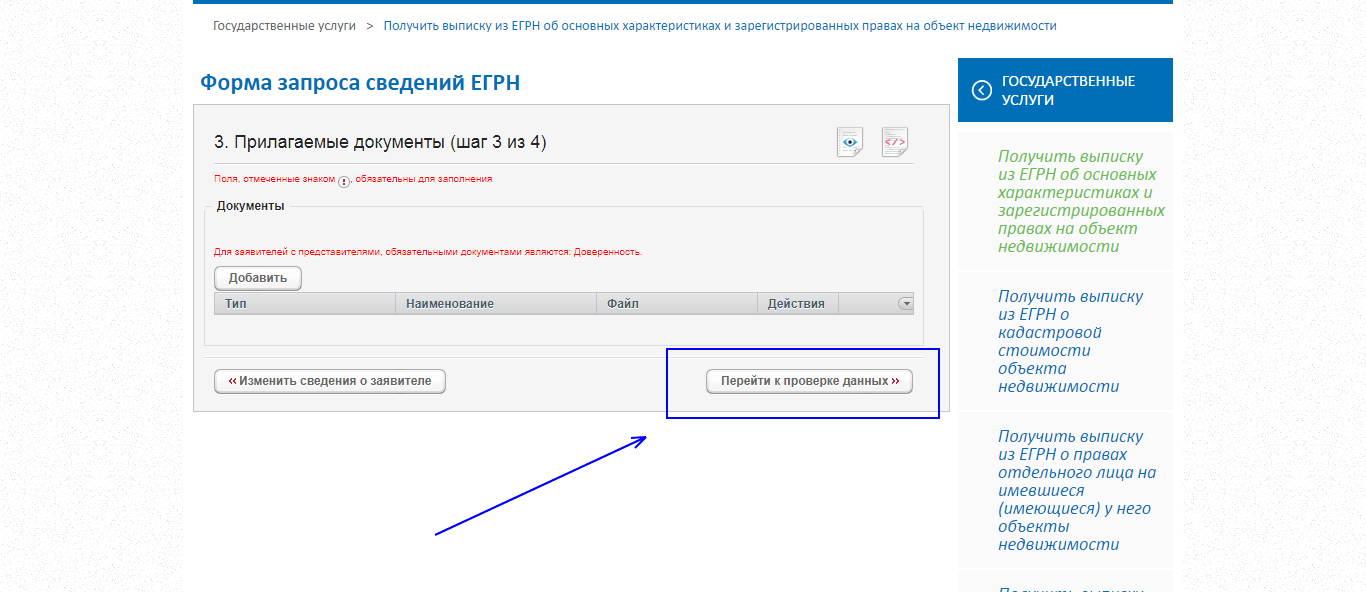 Государственные услуги > Получить выписку из ЕГРН об основных характеристиках и зарегистрированных правах на объект недвижимости
Форма запроса сведений ЕГРН
3. Прилагаемые документы (шаг 3 из 4)
Поля, отмеченные знаком , обязательны для заполнения
Документы
Для заявителей с представителями, обязательными документами являются: Доверенность.
Добавить
Тип Наименование Файл Действия
«Изменить сведения о заявителе
Перейти к проверке данных»
ГОСУДАРСТВЕННЫЕ
УСЛУГИ
Получить выписку
из ЕГРН об основных
характеристиках и
зарегистрированных
правах на объект
недвижимости
Получить выписку
из ЕГРН о
кадастровой
стоимости
объекта
недвижимости
Получить выписку
из ЕГРН о правах
отдельного лица на
имевшиеся
(имеющиеся) у него
объекты
недвижимости